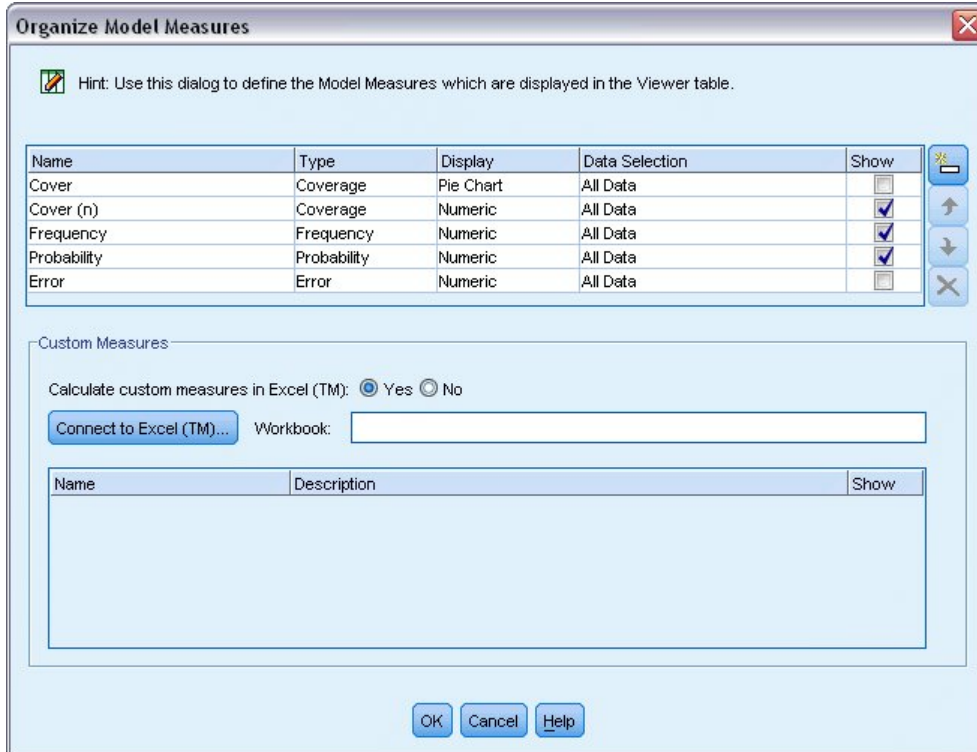 Organize Model Measures
Hint: Use this dialog to define the Model Measures which are displayed in the Viewer table.
Name Type Display Data Selection Show
Cover Coverage Pie Chart All Data
Cover (n) Coverage Numeric All Data
Frequency Frequency Numeric All Data
Probability Probability Numeric All Data
Error Error Numeric All Data
Custom Measures
Calculate custom measures in Excel (TM): Yes No
Connect to Excel (TM)... Workbook:
Name Description Show
OK Cancel Help